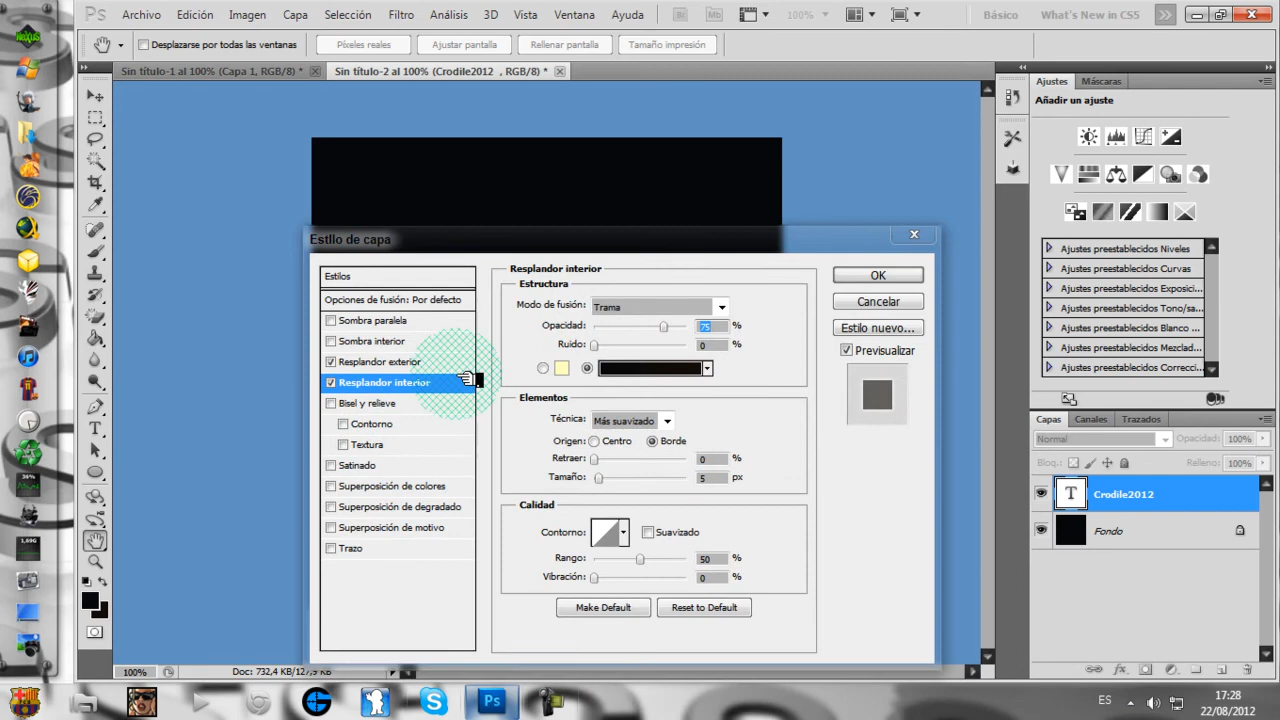 Ps Archivo Edición Imagen Capa Selección Filtro Análisis 3D Vista Ventana Ayuda Br Mb 100% Básico What's New in CS5
Desplazarse por todas las ventanas Píxeles reales Ajustar pantalla Rellenar pantalla Tamaño impresión
Sin título-1 al 100% (Capa 1, RGB/8) * Sin título-2 al 100% (Crodile2012 , RGB/8) *
Ajustes Máscaras
Añadir un ajuste
Ajustes preestablecidos Niveles
Ajustes preestablecidos Curvas
Ajustes preestablecidos Exposici...
Ajustes preestablecidos Tono/sa...
Ajustes preestablecidos Blanco ...
Ajustes preestablecidos Mezclad...
Ajustes preestablecidos Correcci...
Capas Canales Trazados
Normal Opacidad: 100%
Bloq.: Relleno: 100%
T Crodile2012
Fondo
Estilo de capa
Estilos
Opciones de fusión: Por defecto
Sombra paralela
Sombra interior
Resplandor exterior
Resplandor interior
Bisel y relieve
Contorno
Textura
Satinado
Superposición de colores
Superposición de degradado
Superposición de motivo
Trazo
Resplandor interior
Estructura
Modo de fusión: Trama
Opacidad: 75 %
Ruido: 0 %
Elementos
Técnica: Más suavizado
Origen: Centro Borde
Retraer: 0 %
Tamaño: 5 px
Calidad
Contorno: Suavizado
Rango: 50 %
Vibración: 0 %
Make Default Reset to Default
OK
Cancelar
Estilo nuevo...
Previsualizar
100% Doc: 732,4 KB/127,9 KB
ES 17:28
22/08/2012